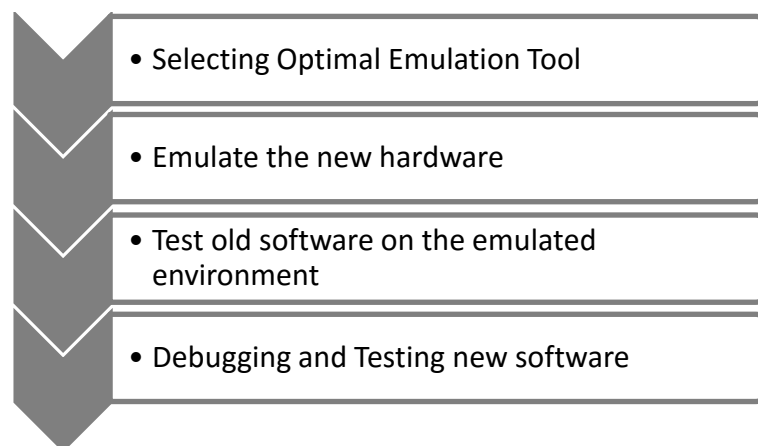 • Selecting Optimal Emulation Tool
• Emulate the new hardware
• Test old software on the emulated
environment
• Debugging and Testing new software